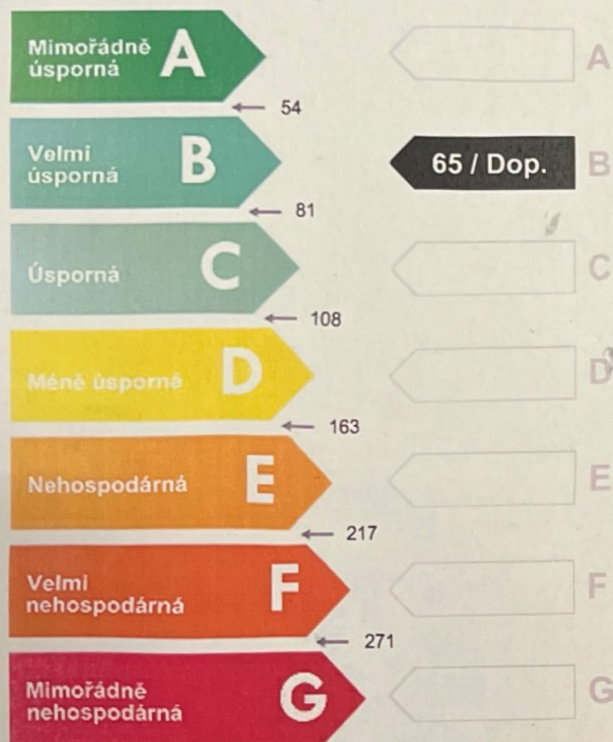 Mimořádně
úsporná A
A
54
Velmi
úsporná B
65 / Dop. B
81
Úsporná C
C
108
Méně úsporná D
D
163
Nehospodárná E
E
217
Velmi
nehospodárná F
F
271
Mimořádně
nehospodárná G
G